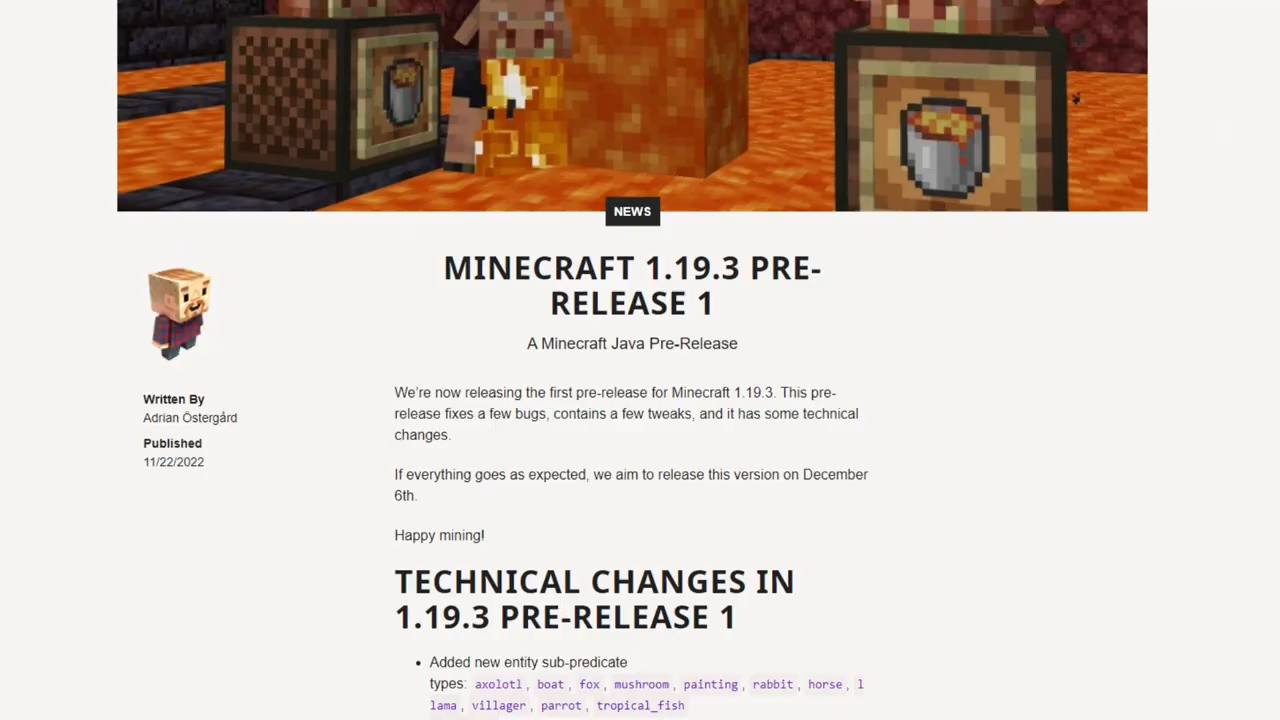 NEWS
MINECRAFT 1.19.3 PRE-
RELEASE 1
A Minecraft Java Pre-Release
Written By
Adrian Östergård
Published
11/22/2022
We’re now releasing the first pre-release for Minecraft 1.19.3. This pre-
release fixes a few bugs, contains a few tweaks, and it has some technical
changes.
If everything goes as expected, we aim to release this version on December
6th.
Happy mining!
TECHNICAL CHANGES IN
1.19.3 PRE-RELEASE 1
• Added new entity sub-predicate
types: axolotl, boat, fox, mushroom, painting, rabbit, horse, l
lama, villager, parrot, tropical_fish